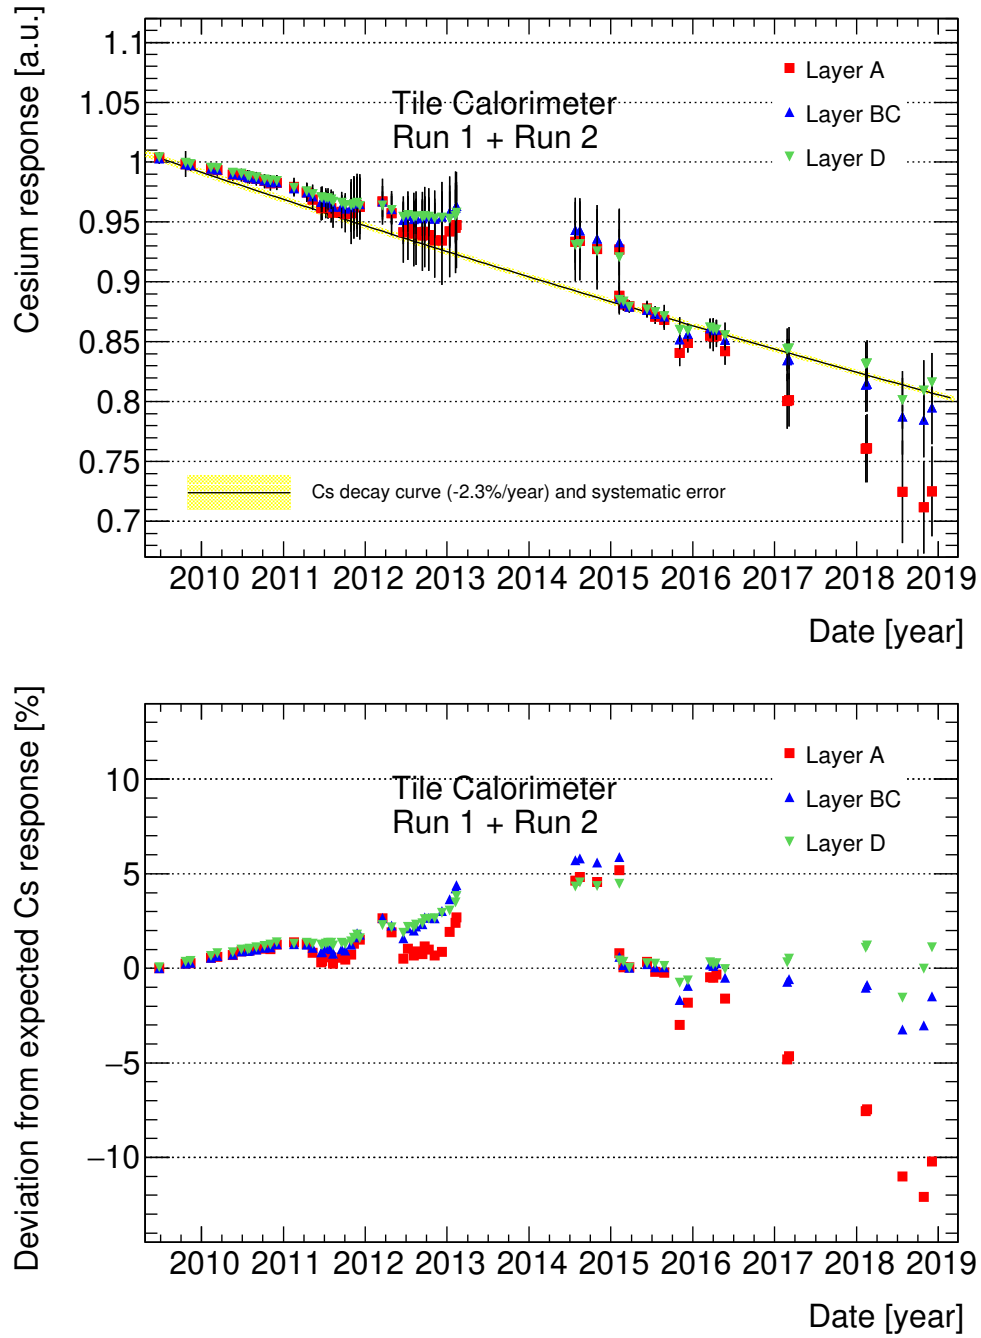 Cesium response [a.u.]
1.1
1.05
1
0.95
0.9
0.85
0.8
0.75
0.7
Tile Calorimeter
Run 1 + Run 2
Layer A
Layer BC
Layer D
Cs decay curve (-2.3%/year) and systematic error
2010 2011 2012 2013 2014 2015 2016 2017 2018 2019
Date [year]
Deviation from expected Cs response [%]
10
5
0
−5
−10
Tile Calorimeter
Run 1 + Run 2
Layer A
Layer BC
Layer D
2010 2011 2012 2013 2014 2015 2016 2017 2018 2019
Date [year]